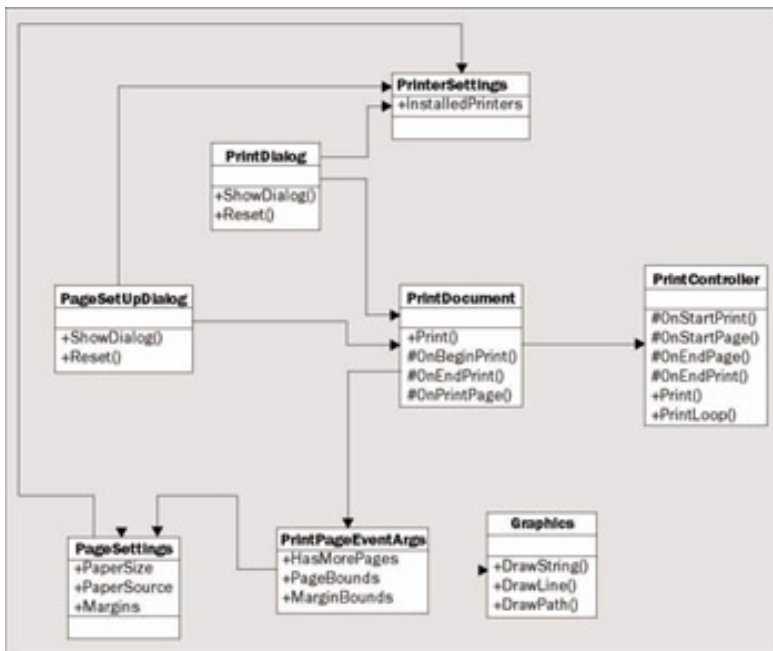 PrinterSettings
+InstalledPrinters
PrintDialog
+ShowDialog()
+Reset()
PageSetUpDialog
+ShowDialog()
+Reset()
PrintDocument
+Print()
#OnBeginPrint()
#OnEndPrint()
#OnPrintPage()
PrintController
#OnStartPrint()
#OnStartPage()
#OnEndPage()
#OnEndPrint()
+Print()
+PrintLoop()
PageSettings
+PaperSize
+PaperSource
+Margins
PrintPageEventArgs
+HasMorePages
+PageBounds
+MarginBounds
Graphics
+DrawString()
+DrawLine()
+DrawPath()